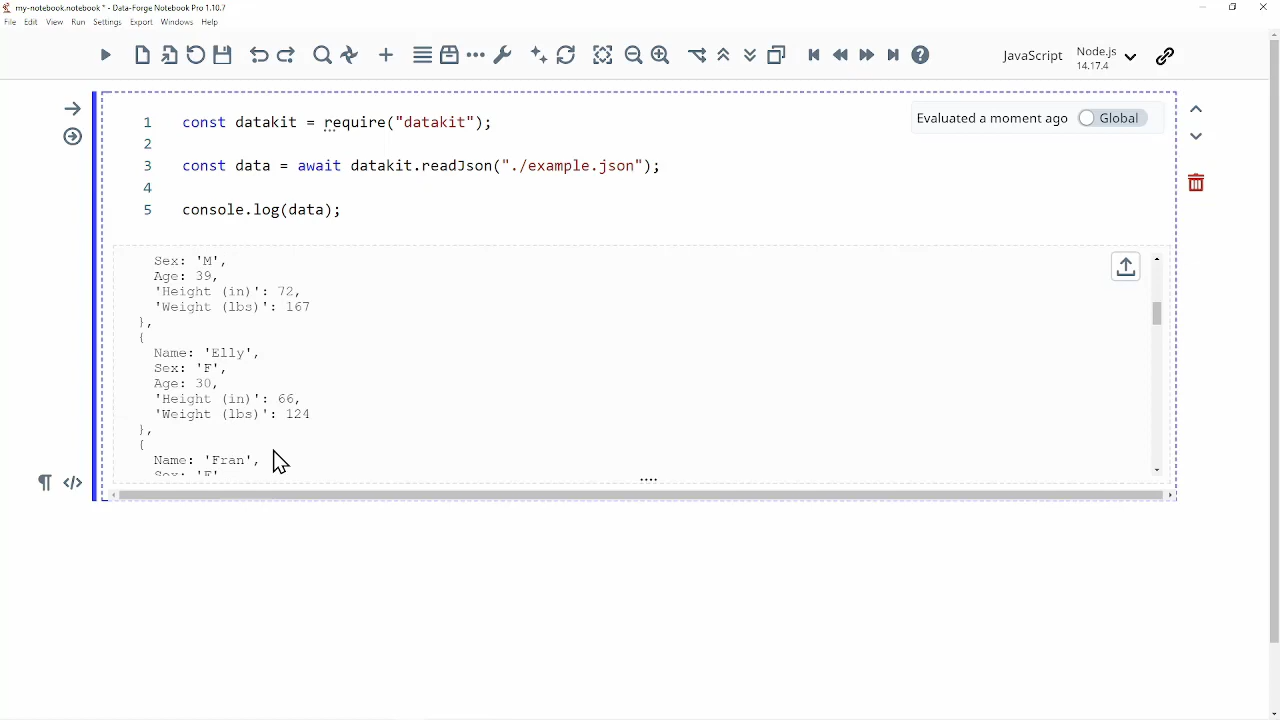 my-notebook.notebook * - Data-Forge Notebook Pro 1.10.7
File Edit View Run Settings Export Windows Help
JavaScript Node.js
14.17.4
1 const datakit = require("datakit");
Evaluated a moment ago Global
2
3 const data = await datakit.readJson("./example.json");
4
5 console.log(data);
Sex: 'M',
Age: 39,
'Height (in)': 72,
'Weight (lbs)': 167
},
{
Name: 'Elly',
Sex: 'F',
Age: 30,
'Height (in)': 66,
'Weight (lbs)': 124
},
{
Name: 'Fran',
Sex: 'F'